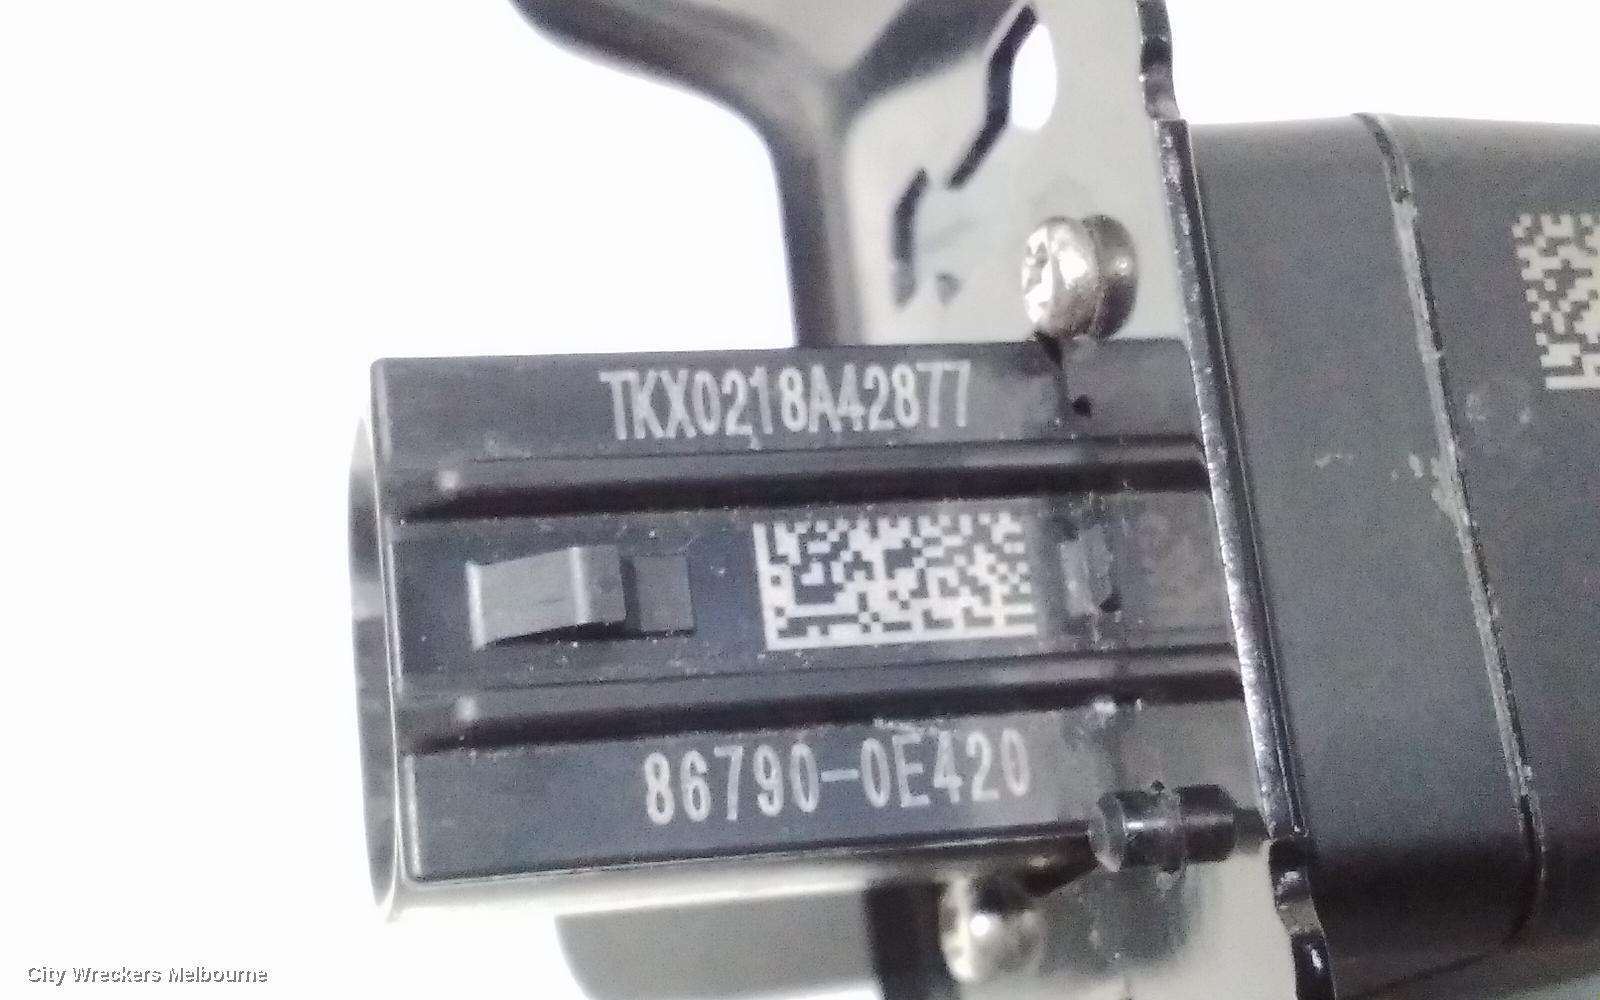 TKX0218A42877
86790-0E420
City Wreckers Melbourne